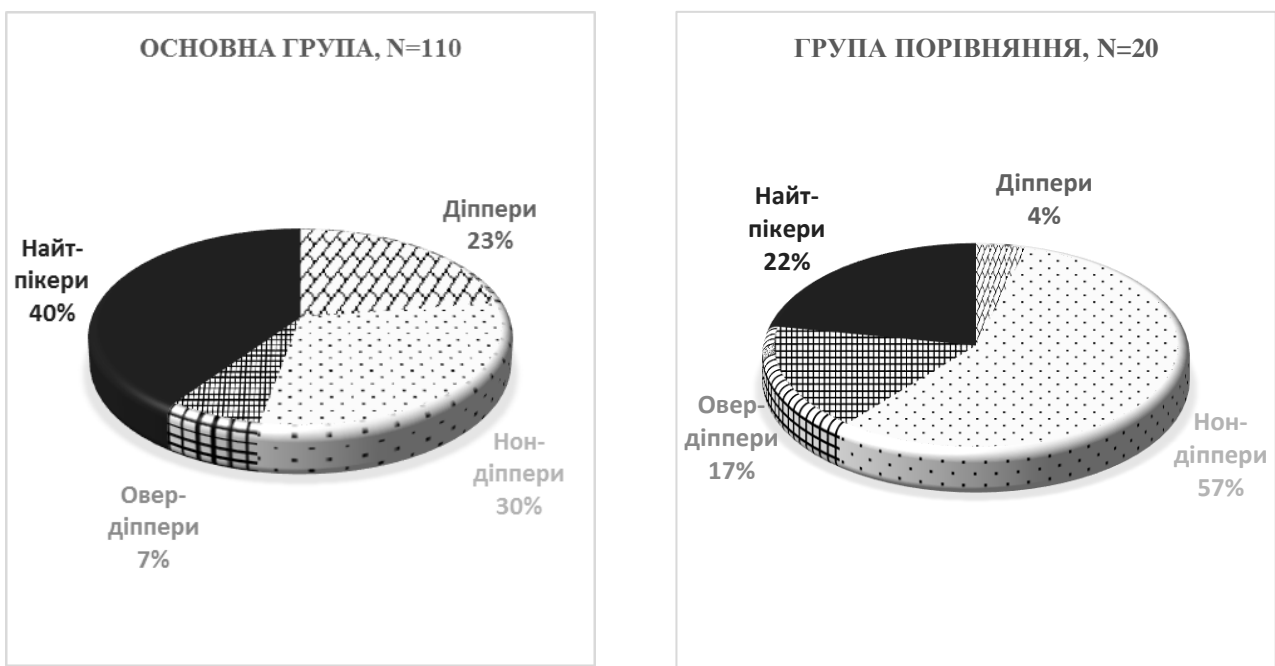 ОСНОВНА ГРУПА, N=110
Діппери
23%
Найт-
пікери
40%
Нон-
діппери
30%
Овер-
діппери
7%
ГРУПА ПОРІВНЯННЯ, N=20
Діппери
4%
Найт-
пікери
22%
Овер-
діппери
17%
Нон-
діппери
57%